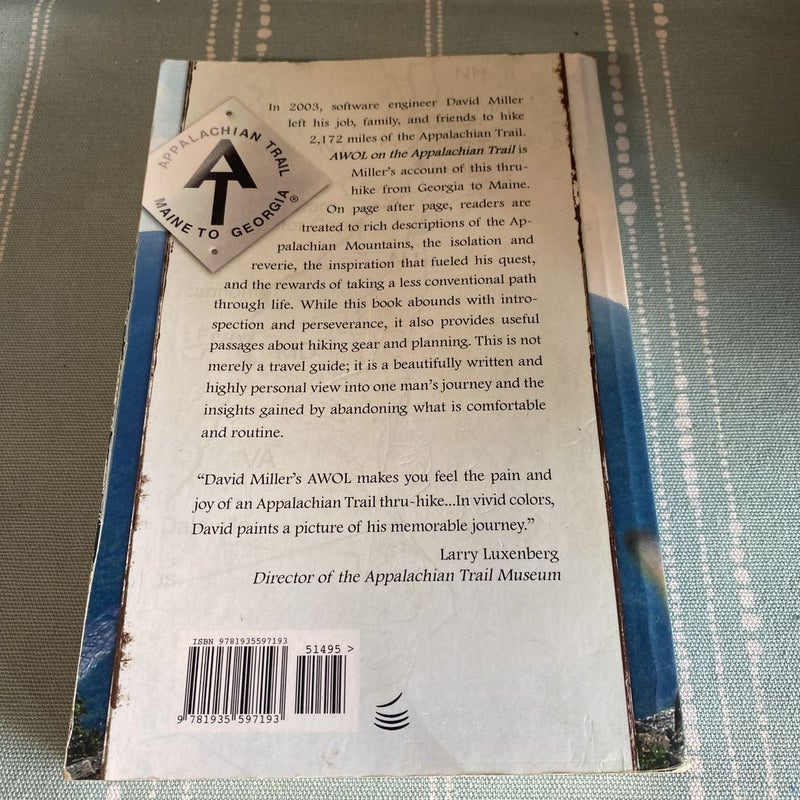 APPALACHIAN TRAIL
AT
MAINE TO GEORGIA®
In 2003, software engineer David Miller
left his job, family, and friends to hike
2,172 miles of the Appalachian Trail.
AWOL on the Appalachian Trail is
Miller's account of this thru-
hike from Georgia to Maine.
On page after page, readers are
treated to rich descriptions of the Ap-
palachian Mountains, the isolation and
reverie, the inspiration that fueled his quest,
and the rewards of taking a less conventional path
through life. While this book abounds with intro-
spection and perseverance, it also provides useful
passages about hiking gear and planning. This is not
merely a travel guide; it is a beautifully written and
highly personal view into one man's journey and the
insights gained by abandoning what is comfortable
and routine.
VA
"David Miller's AWOL makes you feel the pain and
joy of an Appalachian Trail thru-hike...In vivid colors,
David paints a picture of his memorable journey."
Larry Luxenberg
Director of the Appalachian Trail Museum
ISBN 9781935597193
51495 >
9 781935 597193